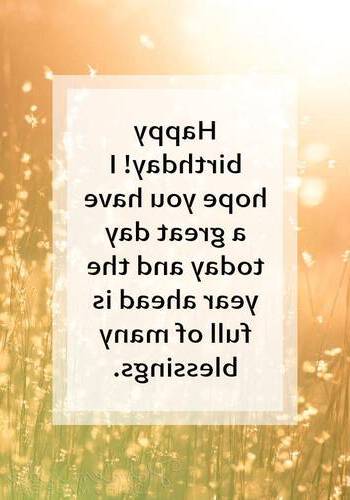 Happy
birthday! I
hope you have
a great day
today and the
year ahead is
full of many
blessings.